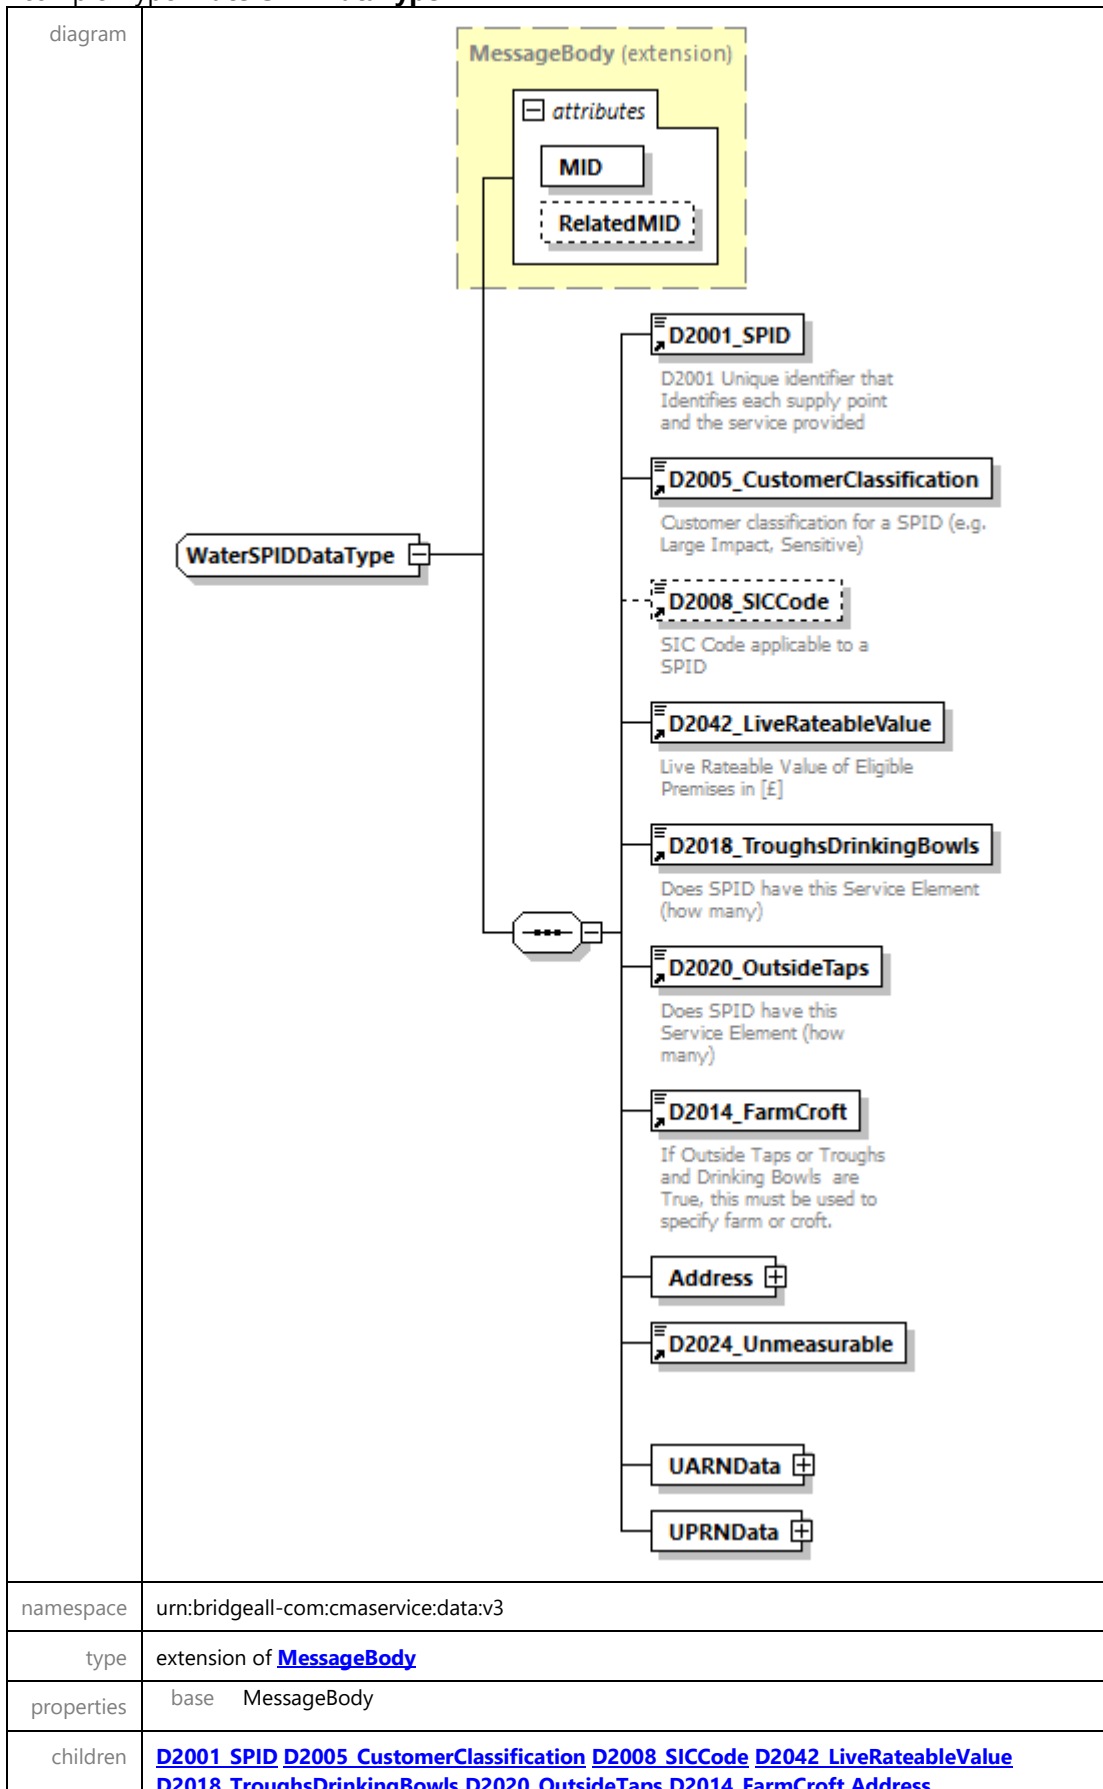 diagram
MessageBody (extension)
attributes
MID
RelatedMID
D2001_SPID
D2001 Unique identifier that
Identifies each supply point
and the service provided
D2005_CustomerClassification
Customer classification for a SPID (e.g.
Large Impact, Sensitive)
WaterSPIDDataType
D2008_SICCode
SIC Code applicable to a
SPID
D2042_LiveRateableValue
Live Rateable Value of Eligible
Premises in [£]
D2018_TroughsDrinkingBowls
Does SPID have this Service Element
(how many)
D2020_OutsideTaps
Does SPID have this
Service Element (how
many)
D2014_FarmCroft
If Outside Taps or Troughs
and Drinking Bowls are
True, this must be used to
specify farm or croft.
Address
D2024_Unmeasurable
UARNData
UPRNData
namespace urn:bridgeall-com:cmaservice:data:v3
type extension of MessageBody
properties base MessageBody
children D2001_SPID D2005_CustomerClassification D2008_SICCode D2042_LiveRateableValue
D2018_TroughsDrinkingBowls D2020_OutsideTaps D2014_FarmCroft Address